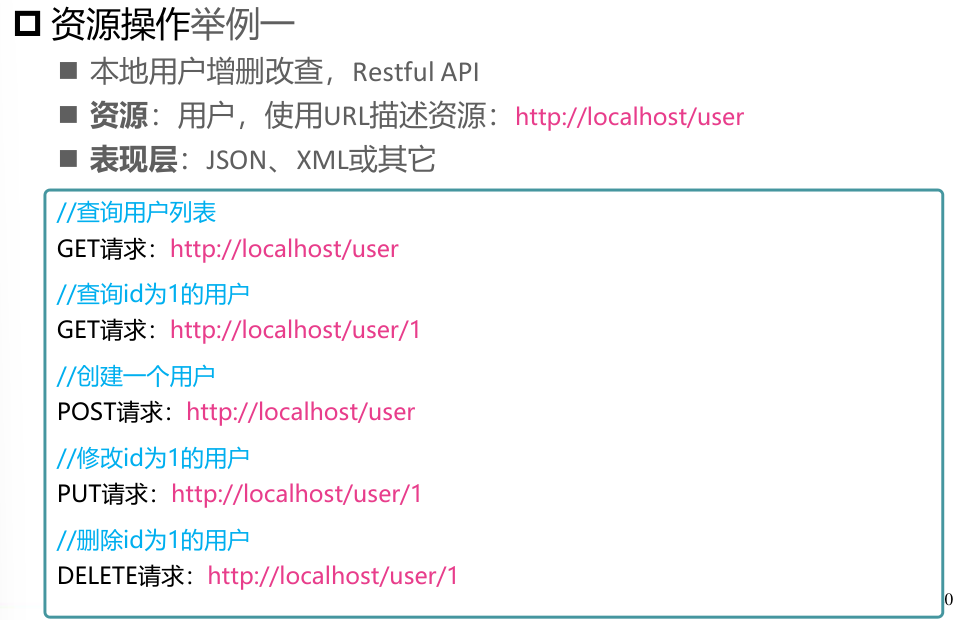 资源操作举例一
本地用户增删改查，Restful API
资源：用户，使用URL描述资源：http://localhost/user
表现层：JSON、XML或其它
//查询用户列表
GET请求：http://localhost/user
//查询id为1的用户
GET请求：http://localhost/user/1
//创建一个用户
POST请求：http://localhost/user
//修改id为1的用户
PUT请求：http://localhost/user/1
//删除id为1的用户
DELETE请求：http://localhost/user/1
0